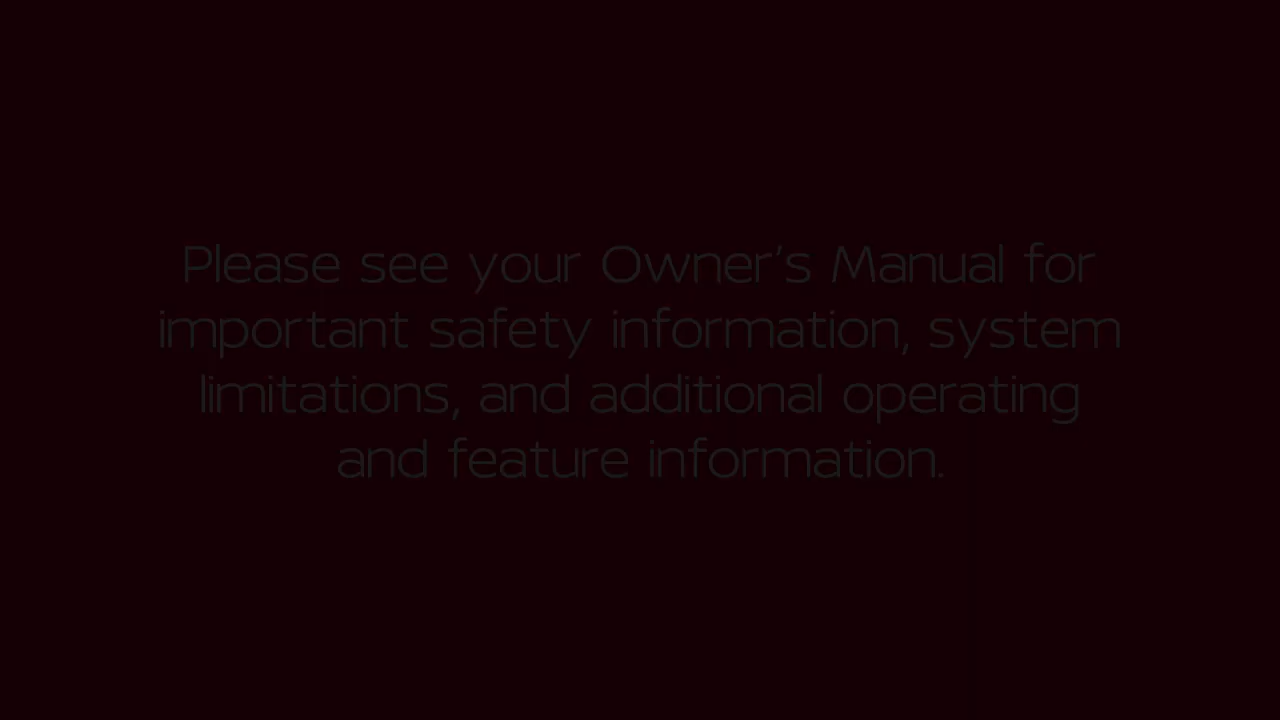 Please see your Owner’s Manual for
important safety information, system
limitations, and additional operating
and feature information.